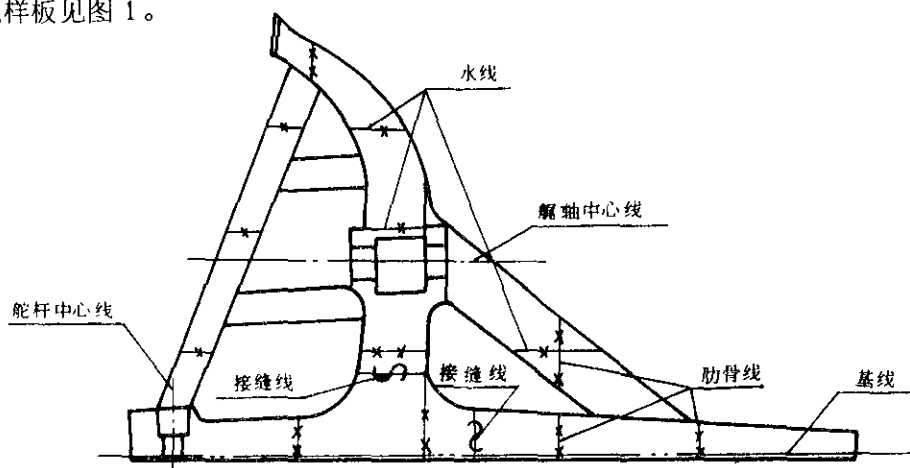 样板见图1。
水线
艉轴中心线
舵杆中心线
接缝线
接缝线
肋骨线
基线